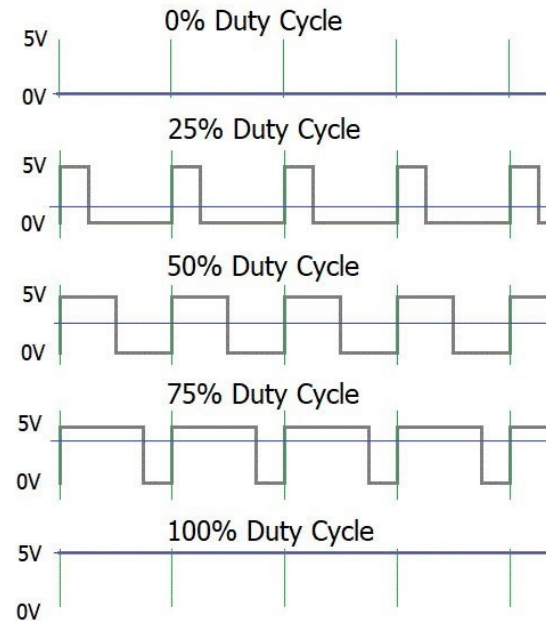 0% Duty Cycle
5V
0V
25% Duty Cycle
5V
0V
50% Duty Cycle
5V
0V
75% Duty Cycle
5V
0V
100% Duty Cycle
5V
0V